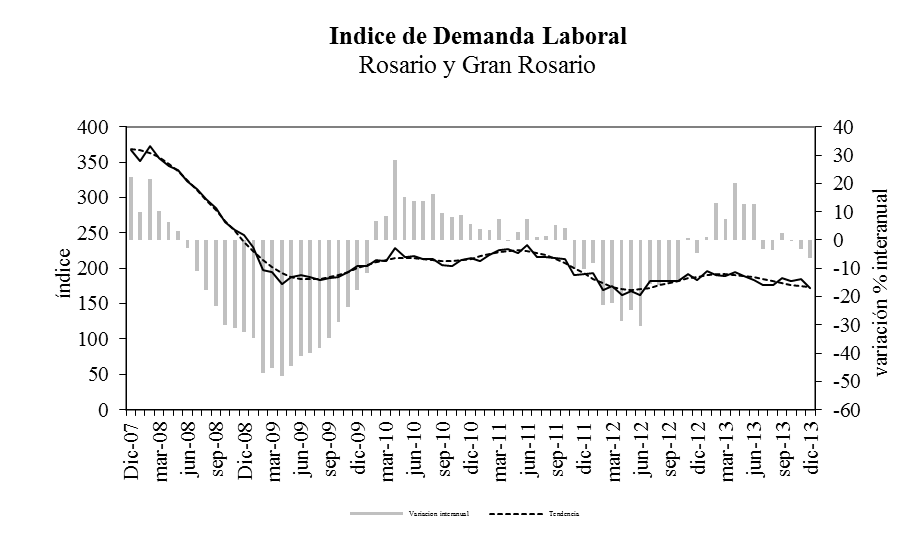 Indice de Demanda Laboral
Rosario y Gran Rosario
índice
400
350
300
250
200
150
100
50
0
40
30
20
10
0
-10
-20
-30
-40
-50
-60
variación % interanual
Dic-07
mar-08
jun-08
sep-08
Dic-08
mar-09
jun-09
sep-09
dic-09
mar-10
jun-10
sep-10
dic-10
mar-11
jun-11
sep-11
dic-11
mar-12
jun-12
sep-12
dic-12
mar-13
jun-13
sep-13
dic-13
Variacion interanual
Tendencia